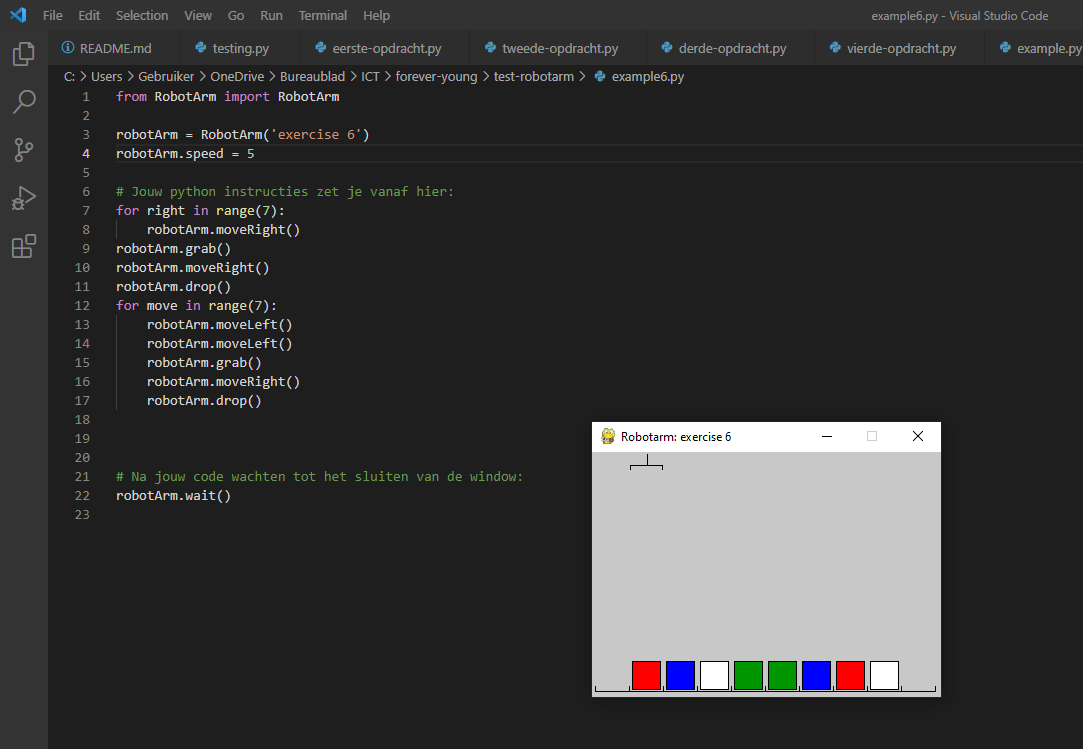 File Edit Selection View Go Run Terminal Help example6.py - Visual Studio Code
README.md testing.py eerste-opdracht.py tweede-opdracht.py derde-opdracht.py vierde-opdracht.py example.py
C: > Users > Gebruiker > OneDrive > Bureaublad > ICT > forever-young > test-robotarm > example6.py
1 from RobotArm import RobotArm
2
3 robotArm = RobotArm('exercise 6')
4 robotArm.speed = 5
5
6 # Jouw python instructies zet je vanaf hier:
7 for right in range(7):
8     robotArm.moveRight()
9 robotArm.grab()
10 robotArm.moveRight()
11 robotArm.drop()
12 for move in range(7):
13     robotArm.moveLeft()
14     robotArm.moveLeft()
15     robotArm.grab()
16     robotArm.moveRight()
17     robotArm.drop()
18
19
20
21 # Na jouw code wachten tot het sluiten van de window:
22 robotArm.wait()
23
Robotarm: exercise 6